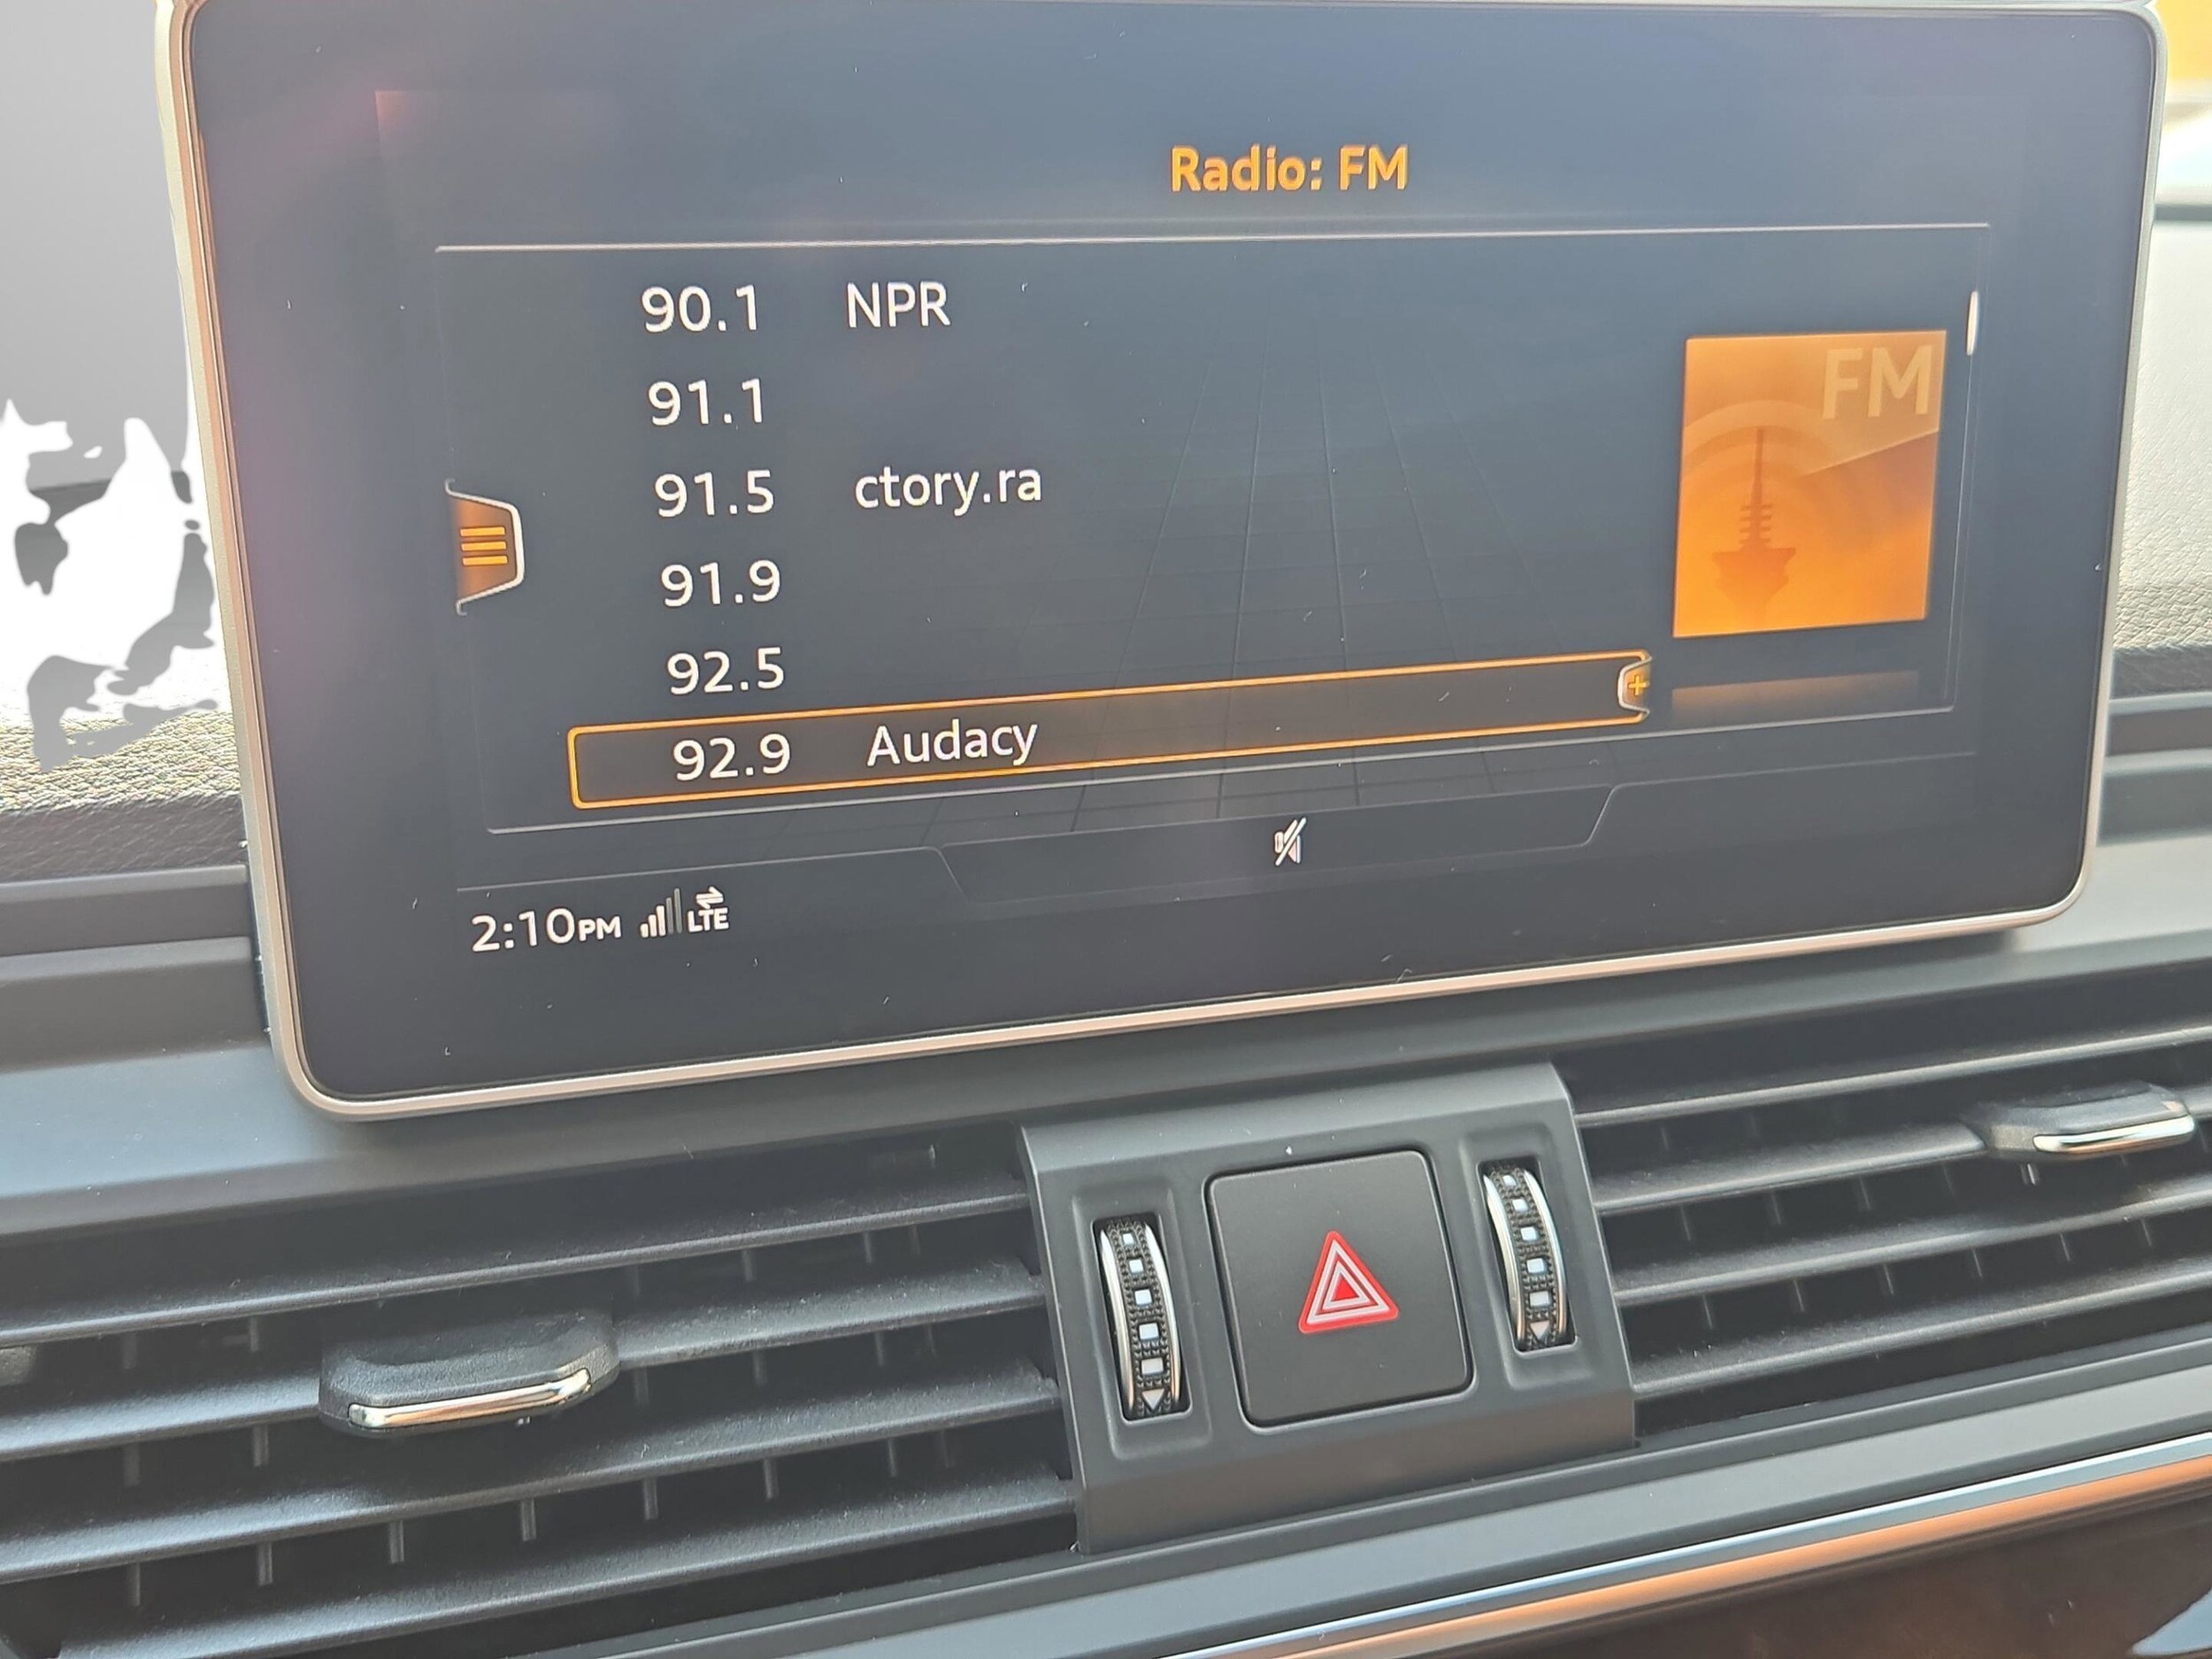 Radio: FM
90.1 NPR
FM
91.1
91.5 ctory.ra
91.9
92.5
92.9 Audacy
2:10PM LTE